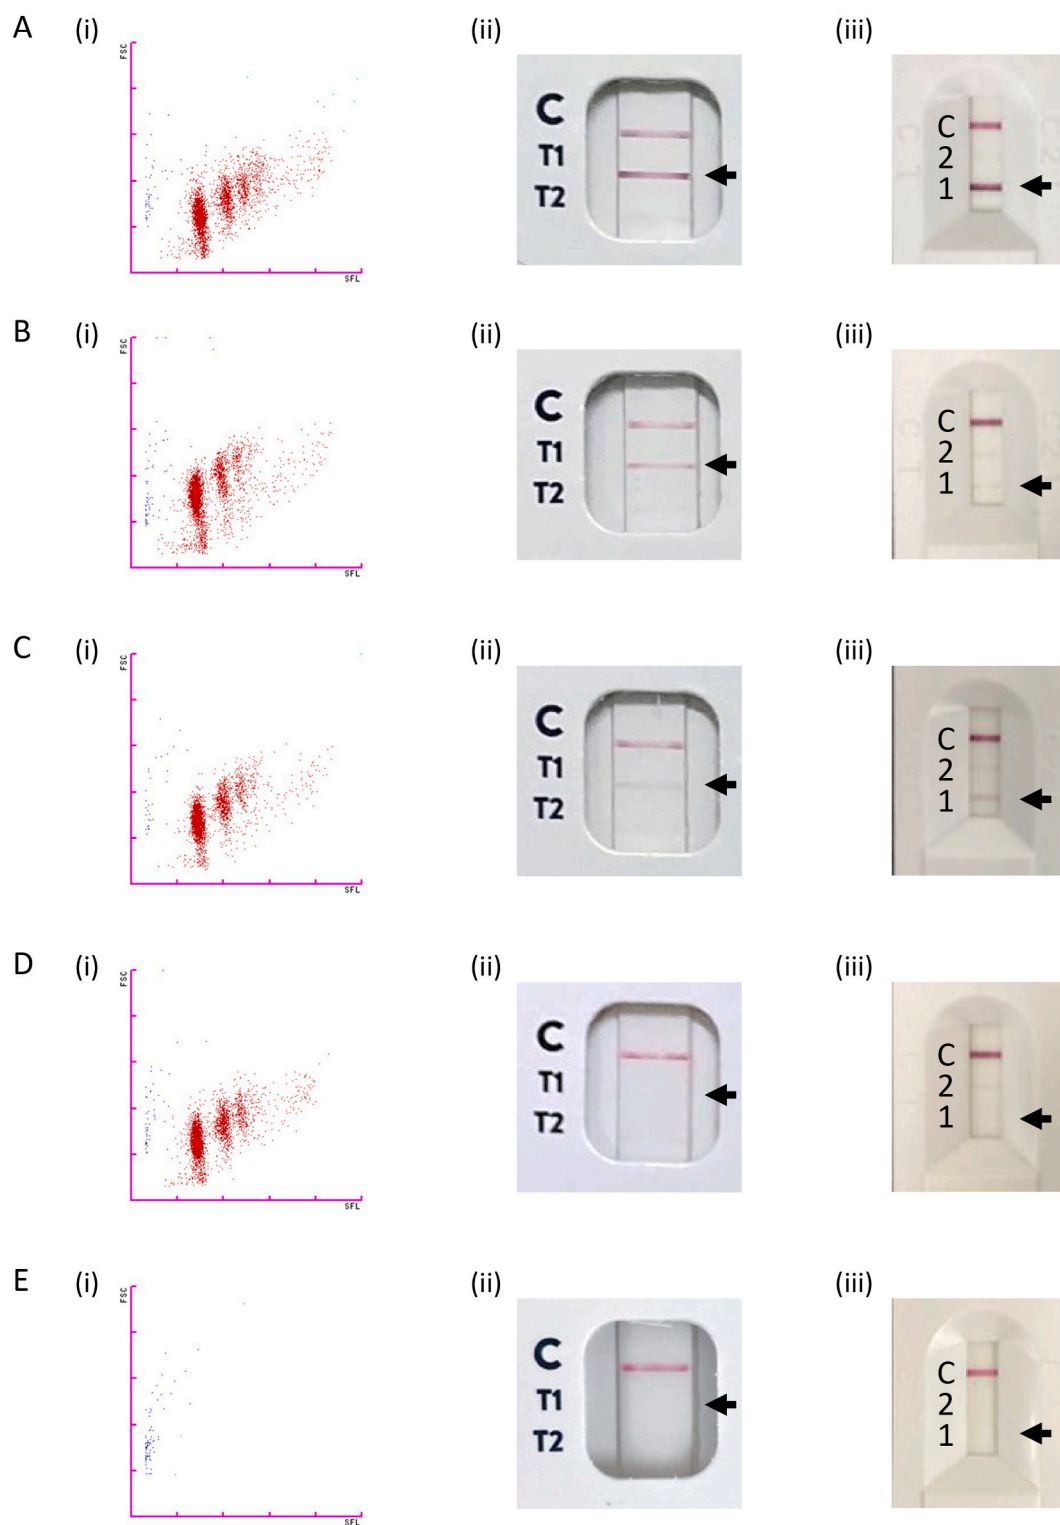 A (i) (ii) (iii)
FSC
SFL
C
T1
T2
C
2
1
B (i) (ii) (iii)
FSC
SFL
C
T1
T2
C
2
1
C (i) (ii) (iii)
FSC
SFL
C
T1
T2
C
2
1
D (i) (ii) (iii)
FSC
SFL
C
T1
T2
C
2
1
E (i) (ii) (iii)
FSC
SFL
C
T1
T2
C
2
1